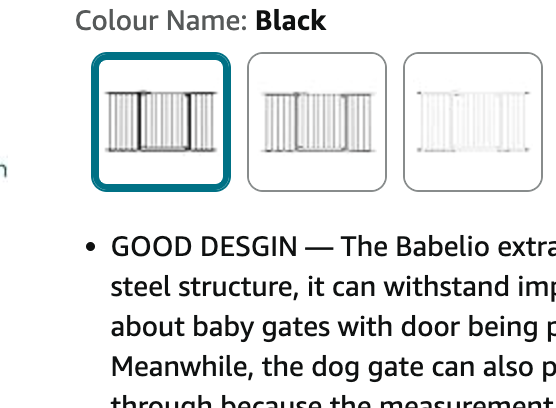 Colour Name: Black
• GOOD DESGIN — The Babelio extra
steel structure, it can withstand imp
about baby gates with door being p
Meanwhile, the dog gate can also p
through because the measurement